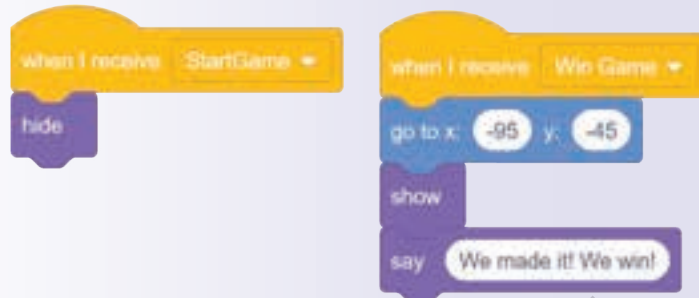 when I receive StartGame
hide
when I receive Win Game
go to x: -95 y: -45
show
say We made it! We win!